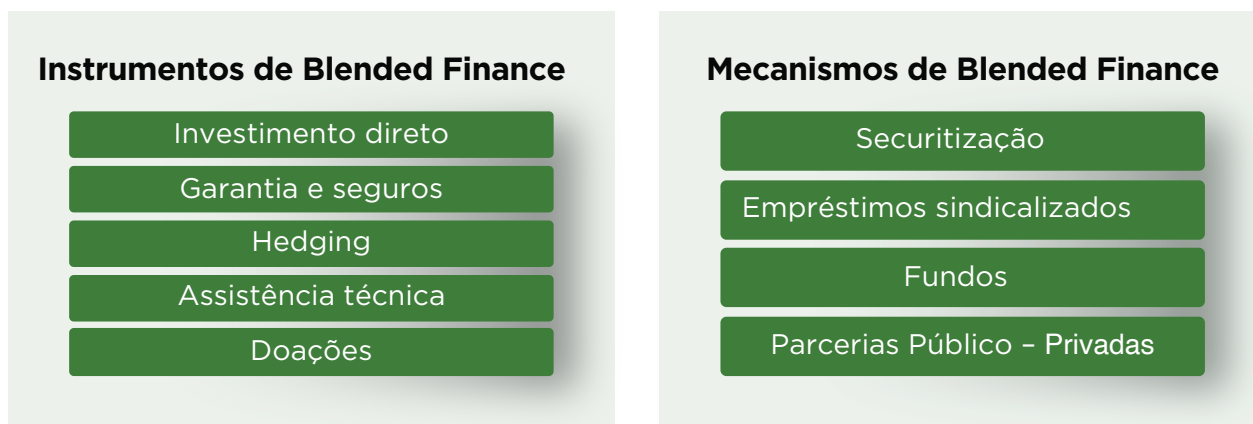 Instrumentos de Blended Finance
Investimento direto
Garantia e seguros
Hedging
Assistência técnica
Doações
Mecanismos de Blended Finance
Securitização
Empréstimos sindicalizados
Fundos
Parcerias Público – Privadas